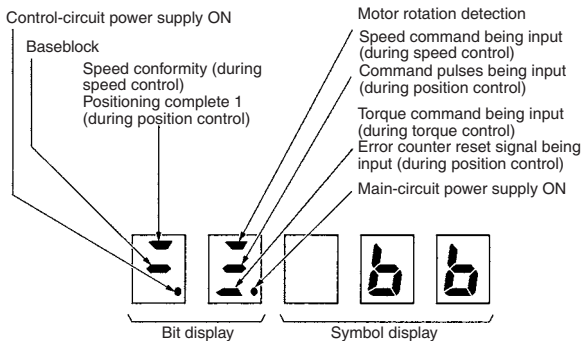 Control-circuit power supply ON
Baseblock
Speed conformity (during
speed control)
Positioning complete 1
(during position control)
Motor rotation detection
Speed command being input
(during speed control)
Command pulses being input
(during position control)
Torque command being input
(during torque control)
Error counter reset signal being
input (during position control)
Main-circuit power supply ON
b b
Bit display
Symbol display